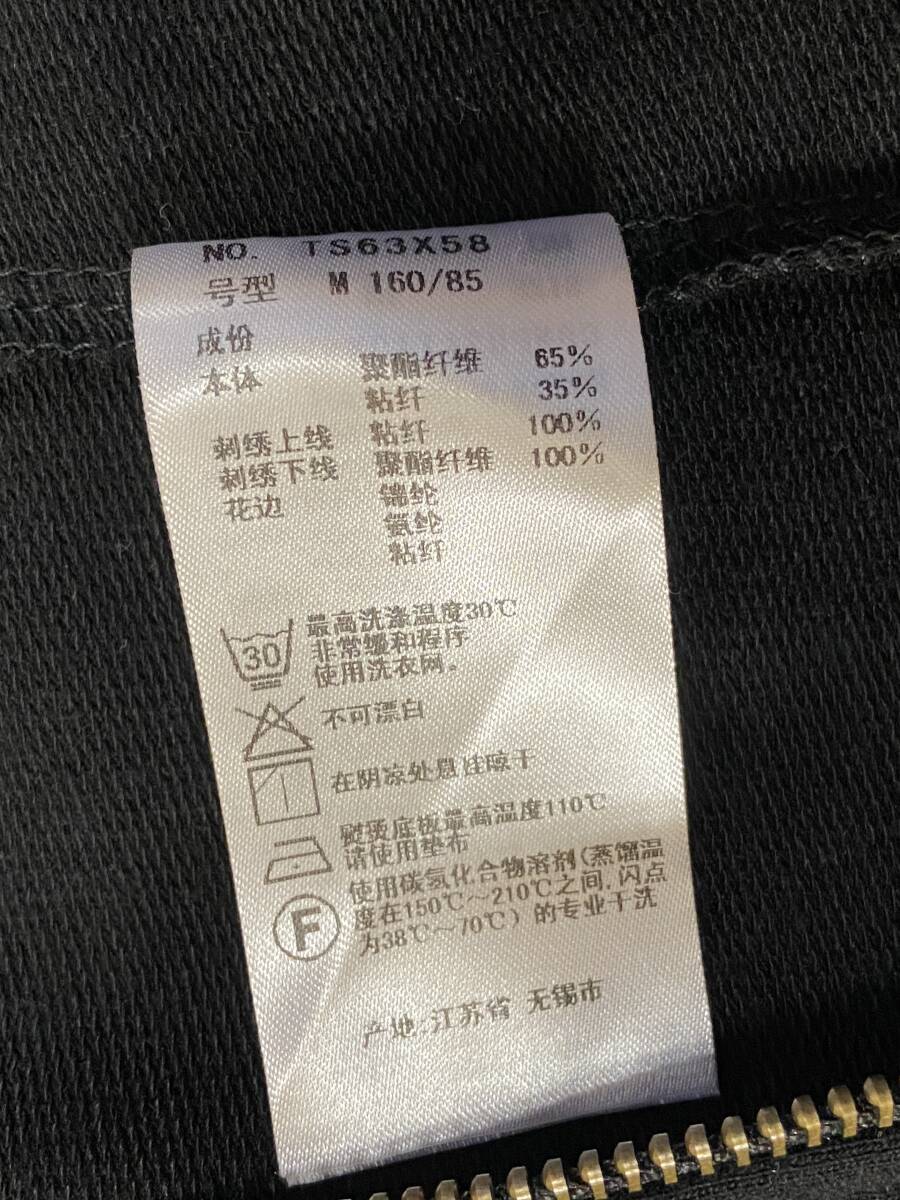 NO. TS63X58
号型 M 160/85
成份
本体 聚酯纤维 65%
粘纤 35%
刺绣上线 粘纤 100%
刺绣下线 聚酯纤维 100%
花边 锦纶
氨纶
粘纤
30 最高洗涤温度30℃
非常缓和程序
使用洗衣网。
不可漂白
在阴凉处悬挂晾干
熨烫底板最高温度110℃
请使用垫布
F 使用碳氢化合物溶剂(蒸馏温
度在150℃～210℃之间,闪点
为38℃～70℃)的专业干洗
产地:江苏省 无锡市